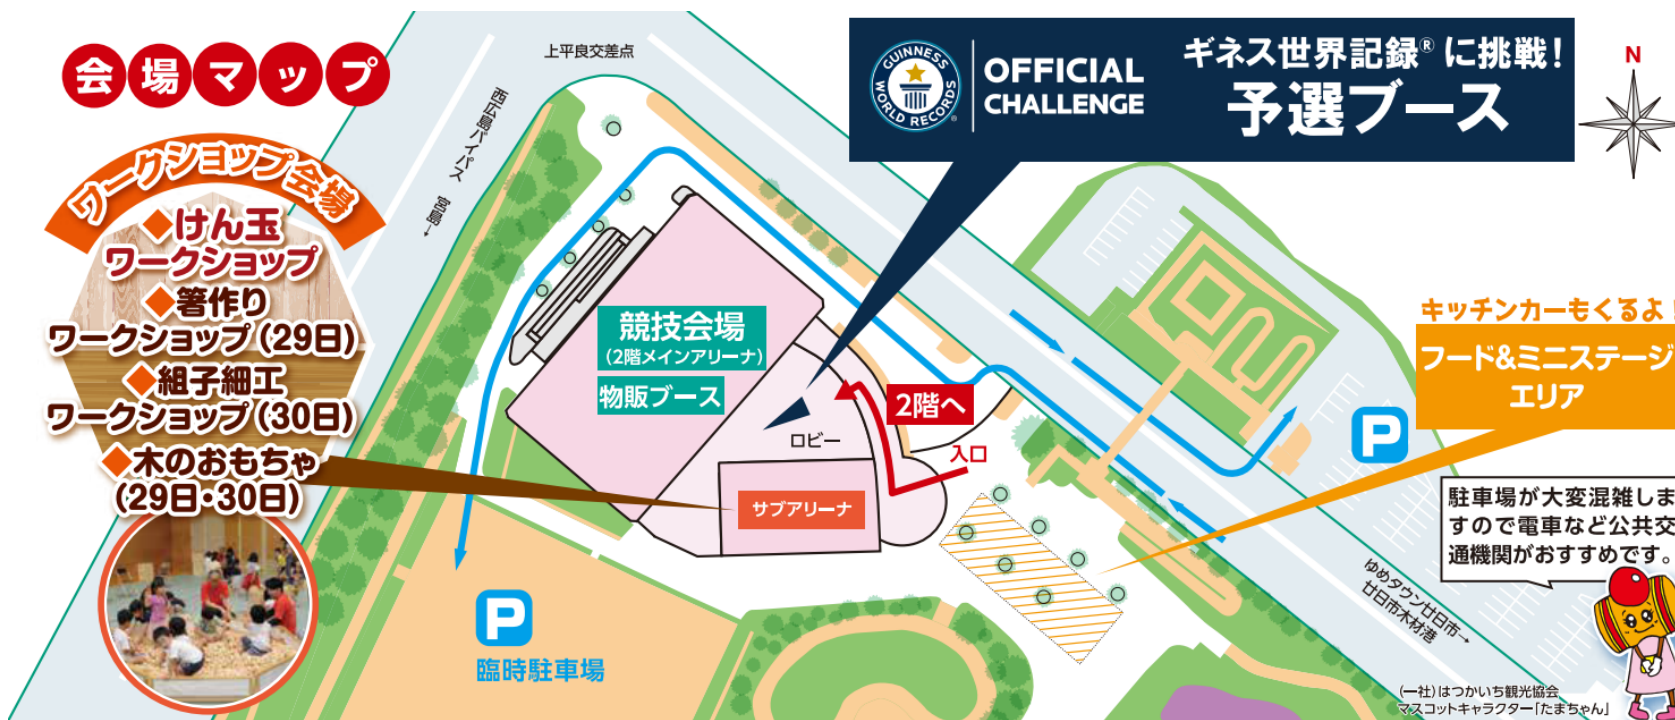 会場マップ
ワークショップ会場
◆けん玉
ワークショップ
◆箸作り
ワークショップ(29日)
◆組子細工
ワークショップ(30日)
◆木のおもちゃ
(29日・30日)
上平良交差点
西広島バイパス 宮島→
GUINNESS
WORLD RECORDS
OFFICIAL
CHALLENGE
ギネス世界記録®に挑戦!
予選ブース
N
競技会場
(2階メインアリーナ)
物販ブース
2階へ
ロビー
入口
サブアリーナ
P
臨時駐車場
キッチンカーもくるよ!
フード&ミニステージ
エリア
P
駐車場が大変混雑しま
すので電車など公共交
通機関がおすすめです。
ゆめタウン廿日市→
廿日市木材港
(一社)はつかいち観光協会
マスコットキャラクター「たまちゃん」